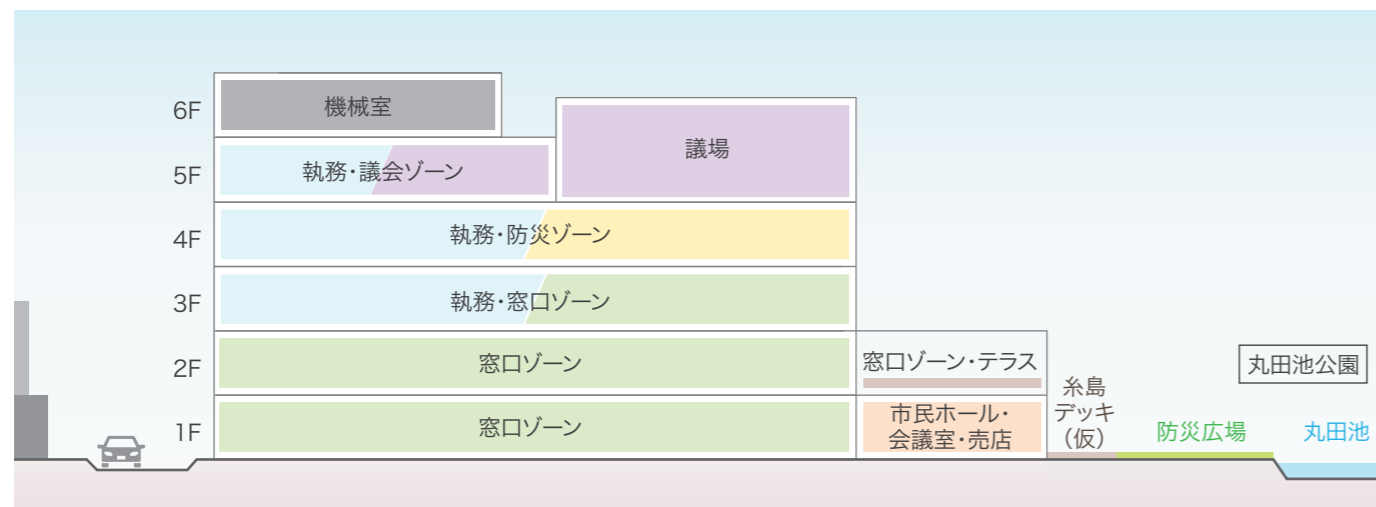 6F
機械室
議場
5F
執務・議会ゾーン
4F
執務・防災ゾーン
3F
執務・窓口ゾーン
2F
窓口ゾーン
窓口ゾーン・テラス
丸田池公園
1F
窓口ゾーン
市民ホール・
会議室・売店
糸島
デッキ
（仮）
防災広場
丸田池